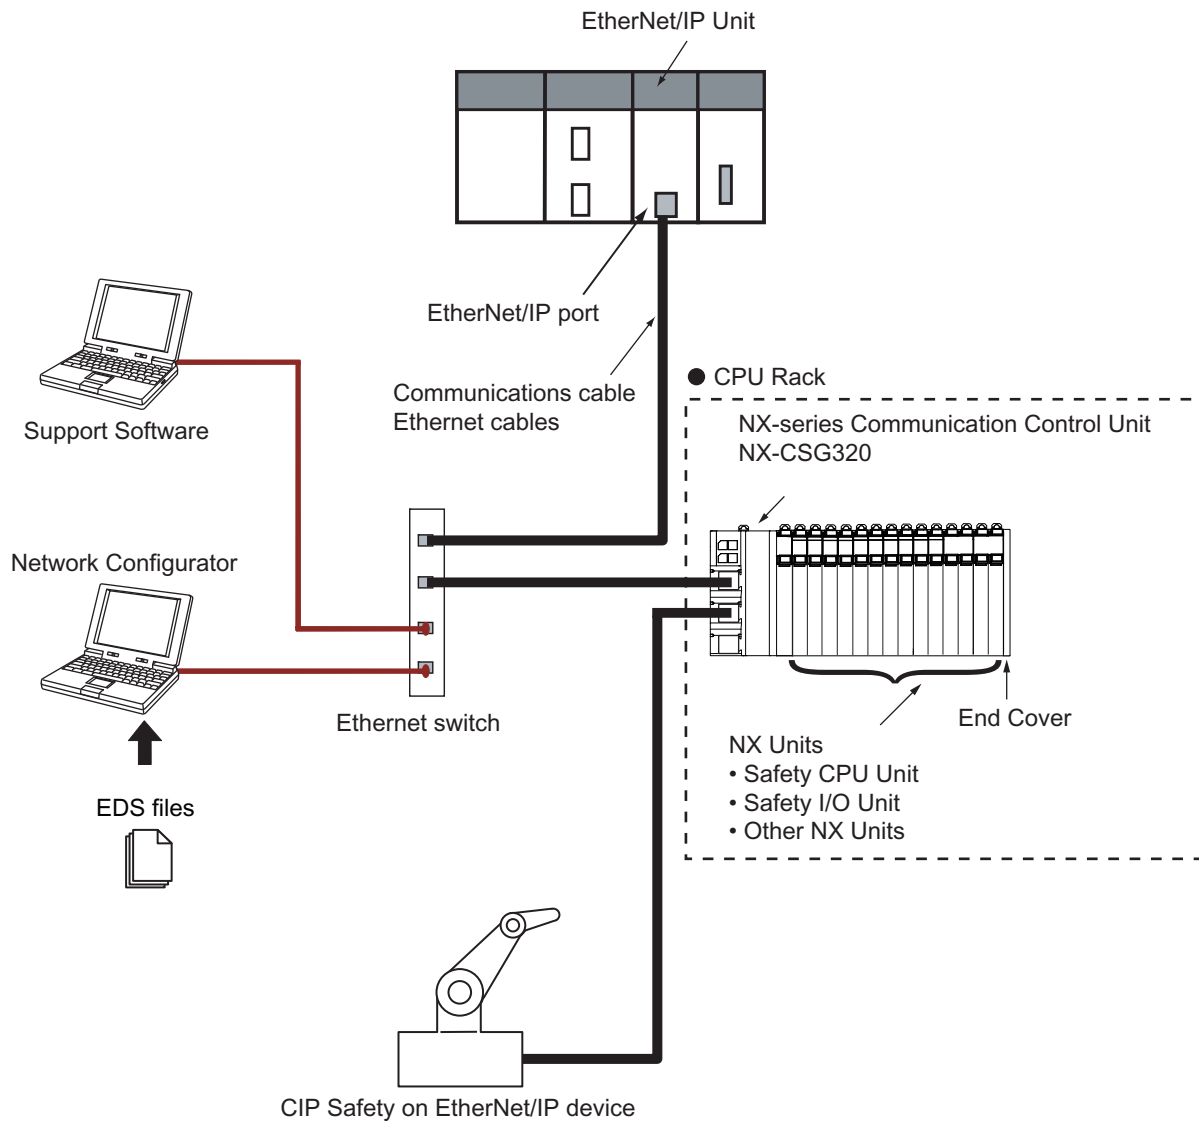 EtherNet/IP Unit
EtherNet/IP port
Communications cable
Ethernet cables
● CPU Rack
NX-series Communication Control Unit
NX-CSG320
Support Software
Network Configurator
Ethernet switch
End Cover
NX Units
• Safety CPU Unit
• Safety I/O Unit
• Other NX Units
EDS files
CIP Safety on EtherNet/IP device